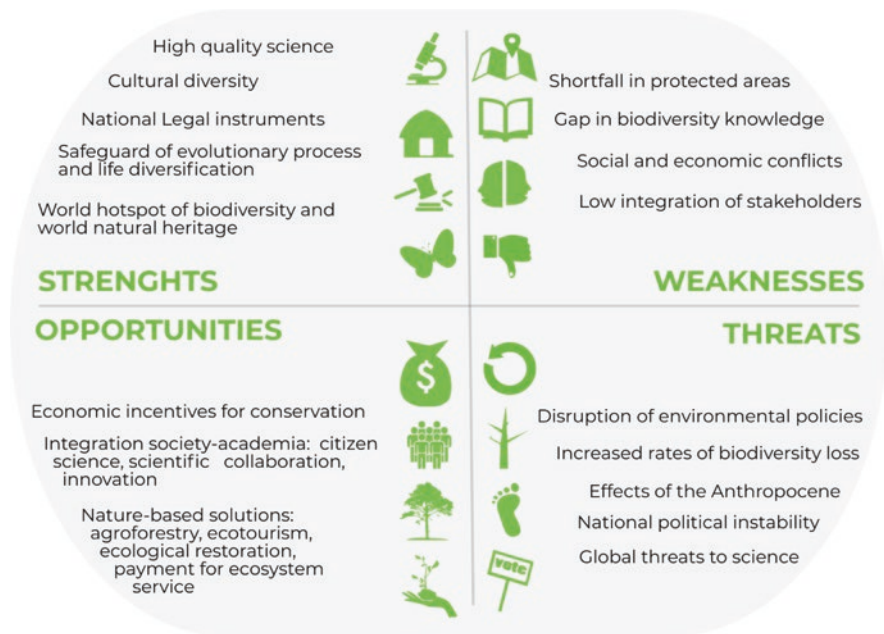 High quality science
Cultural diversity
National Legal instruments
Safeguard of evolutionary process
and life diversification
World hotspot of biodiversity and
world natural heritage
STRENGHTS
Shortfall in protected areas
Gap in biodiversity knowledge
Social and economic conflicts
Low integration of stakeholders
WEAKNESSES
OPPORTUNITIES
$
Economic incentives for conservation
Integration society-academia: citizen
science, scientific collaboration,
innovation
Nature-based solutions:
agroforestry, ecotourism,
ecological restoration,
payment for ecosystem
service
THREATS
Disruption of environmental policies
Increased rates of biodiversity loss
Effects of the Anthropocene
National political instability
Global threats to science
vote